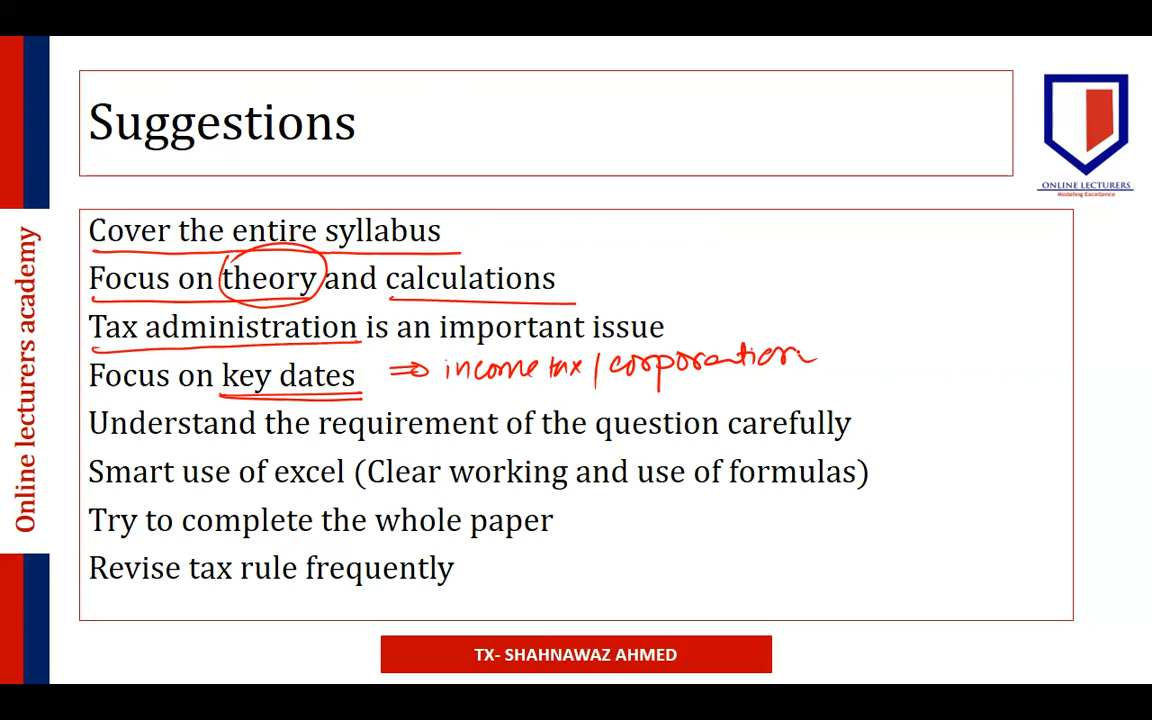 Suggestions
ONLINE LECTURERS
Modeling Excellence
Online lecturers academy
Cover the entire syllabus
Focus on theory and calculations
Tax administration is an important issue
Focus on key dates ⇒ income tax / corporation
Understand the requirement of the question carefully
Smart use of excel (Clear working and use of formulas)
Try to complete the whole paper
Revise tax rule frequently
TX- SHAHNAWAZ AHMED